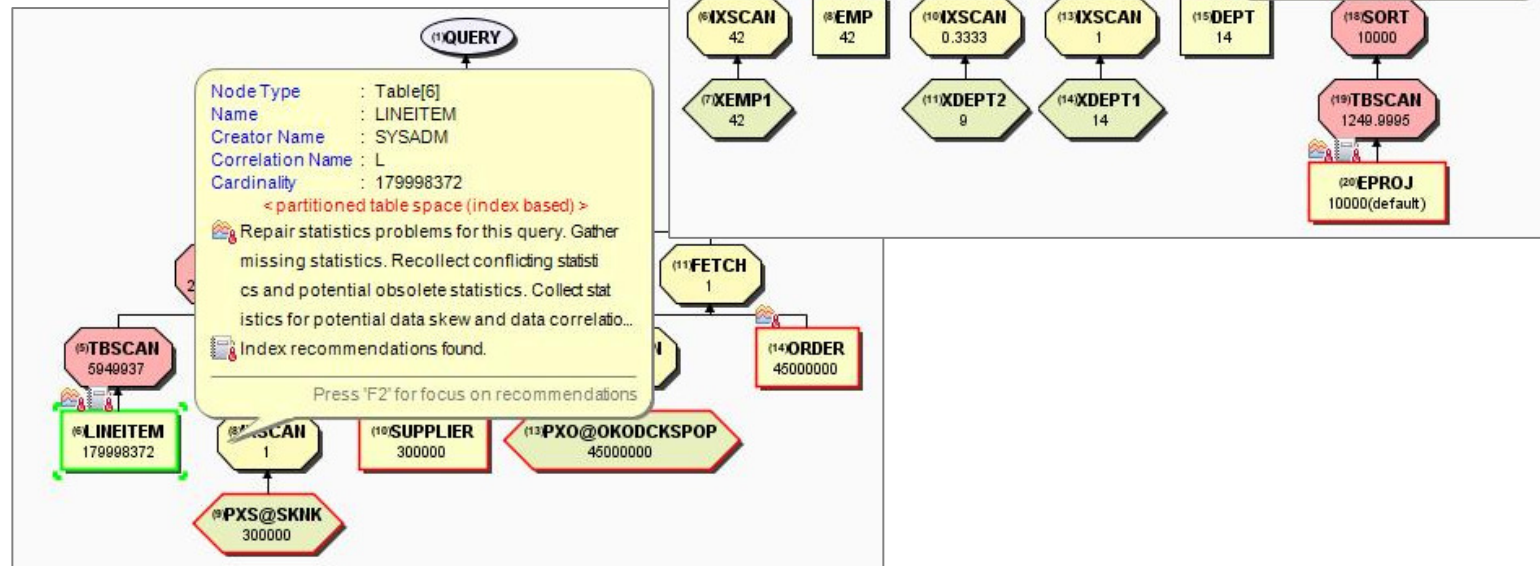 (1)QUERY
Node Type : Table[6]
Name : LINEITEM
Creator Name : SYSADM
Correlation Name : L
Cardinality : 179998372
< partitioned table space (index based) >
Repair statistics problems for this query. Gather
missing statistics. Recollect conflicting statisti
cs and potential obsolete statistics. Collect stat
istics for potential data skew and data correlatio...
Index recommendations found.
Press 'F2' for focus on recommendations
2
(11)FETCH
1
(5)TBSCAN
5949937
N
(14)ORDER
45000000
(6)LINEITEM
179998372
(8)IXSCAN
1
(10)SUPPLIER
300000
(13)PXO@OKODCKSPOP
45000000
(9)PXS@SKNK
300000
(6)IXSCAN
42
(8)EMP
42
(10)IXSCAN
0.3333
(13)IXSCAN
1
(15)DEPT
14
(18)SORT
10000
(7)XEMP1
42
(11)XDEPT2
9
(14)XDEPT1
14
(19)TBSCAN
1249.9995
(20)EPROJ
10000(default)